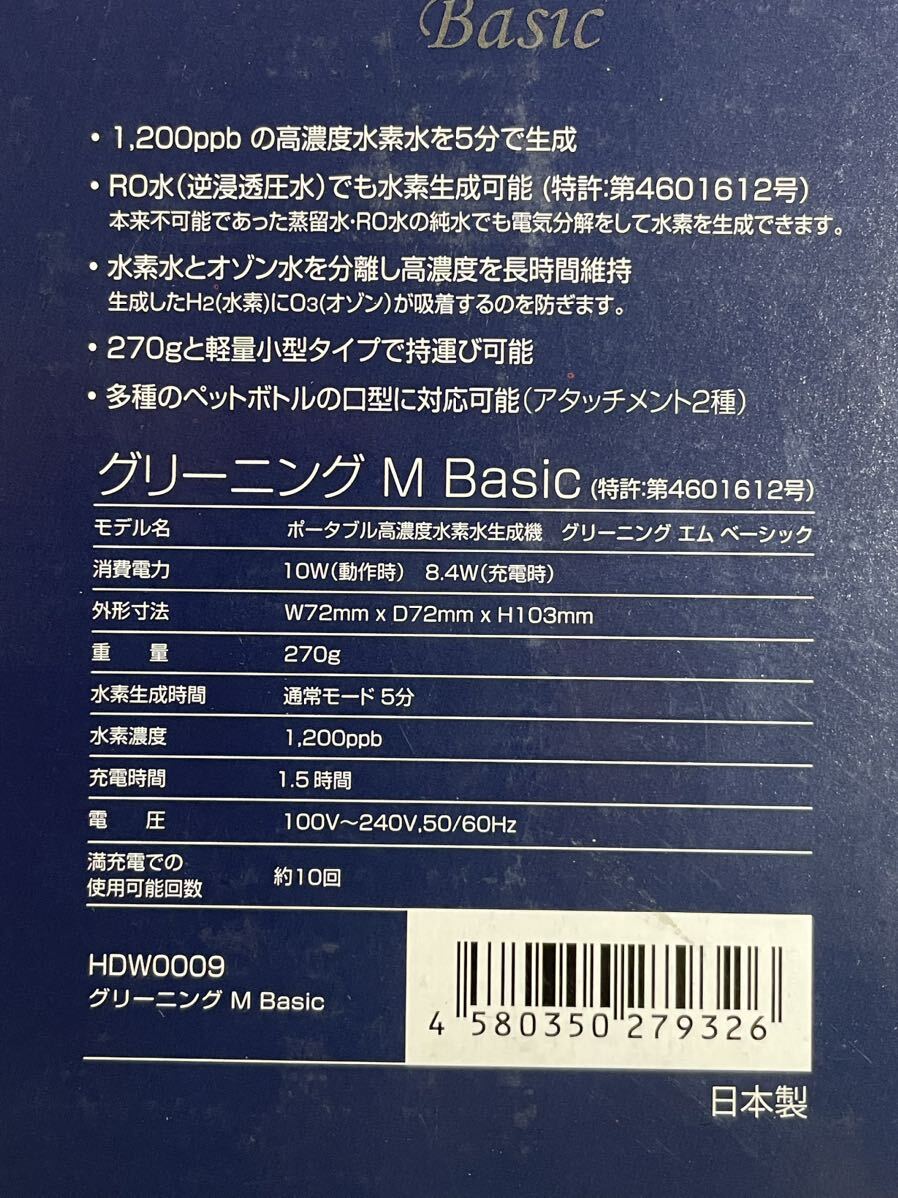 Basic
・1,200ppb の高濃度水素水を5分で生成
・RO水(逆浸透圧水)でも水素生成可能 (特許:第4601612号)
本来不可能であった蒸留水・RO水の純水でも電気分解をして水素を生成できます。
・水素水とオゾン水を分離し高濃度を長時間維持
生成したH2(水素)にO3(オゾン)が吸着するのを防ぎます。
・270gと軽量小型タイプで持運び可能
・多種のペットボトルの口型に対応可能(アタッチメント2種)
グリーニング M Basic (特許:第4601612号)
モデル名 ポータブル高濃度水素水生成機 グリーニング エム ベーシック
消費電力 10W(動作時) 8.4W(充電時)
外形寸法 W72mm x D72mm x H103mm
重 量 270g
水素生成時間 通常モード 5分
水素濃度 1,200ppb
充電時間 1.5時間
電 圧 100V〜240V,50/60Hz
満充電での
使用可能回数 約10回
HDW0009
グリーニング M Basic
4 580350 279326
日本製